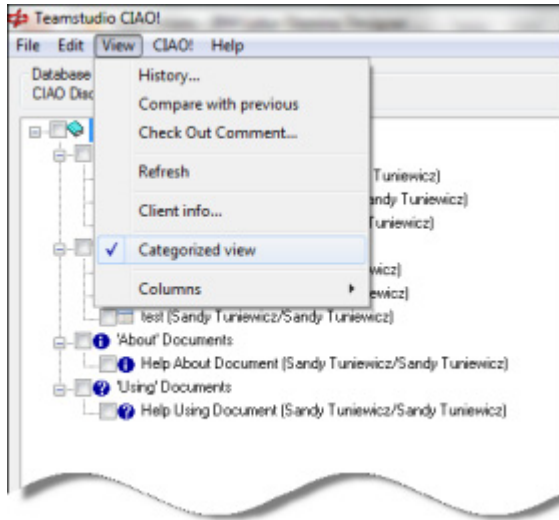 Teamstudio CIAO!
File Edit View CIAO! Help
Database
CIAO Disc
History...
Compare with previous
Check Out Comment...
Refresh
Client info...
Categorized view
Columns
Tuniewicz)
andy Tuniewicz)
Tuniewicz)
wicz)
ewicz)
test (Sandy Tuniewicz/Sandy Tuniewicz)
'About' Documents
Help About Document (Sandy Tuniewicz/Sandy Tuniewicz)
'Using' Documents
Help Using Document (Sandy Tuniewicz/Sandy Tuniewicz)